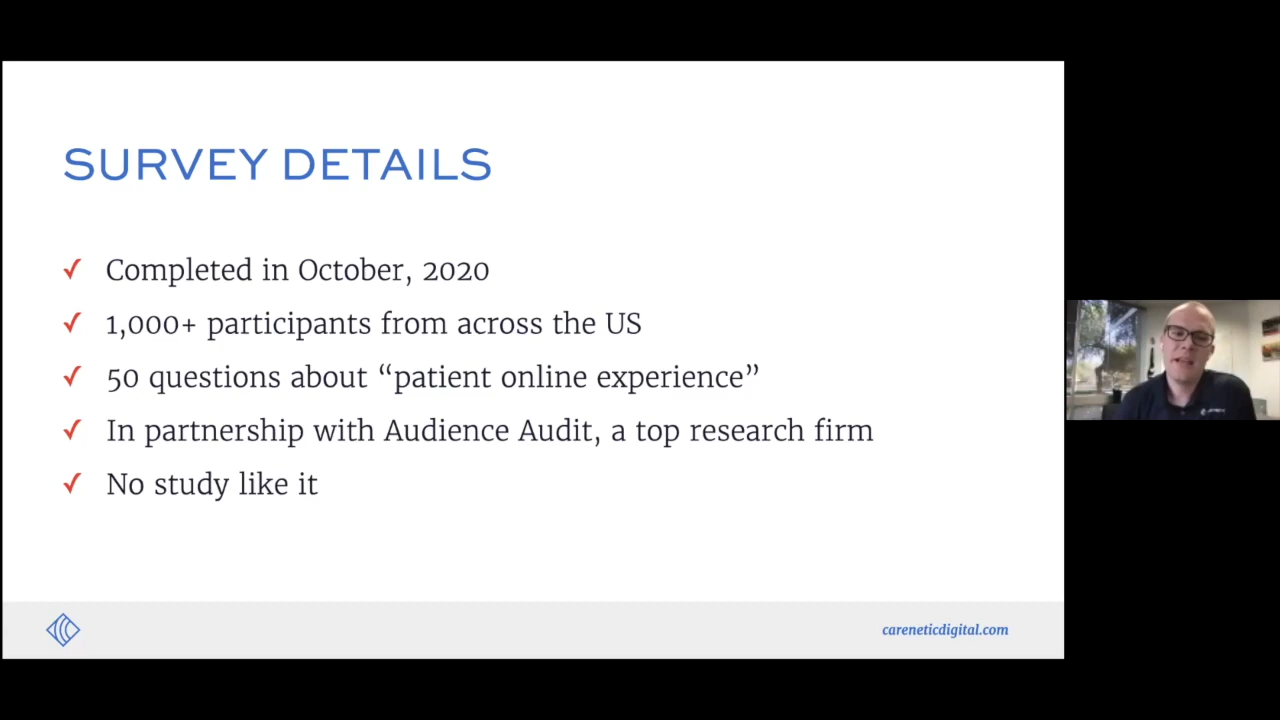 SURVEY DETAILS
✓ Completed in October, 2020
✓ 1,000+ participants from across the US
✓ 50 questions about “patient online experience”
✓ In partnership with Audience Audit, a top research firm
✓ No study like it
careneticdigital.com